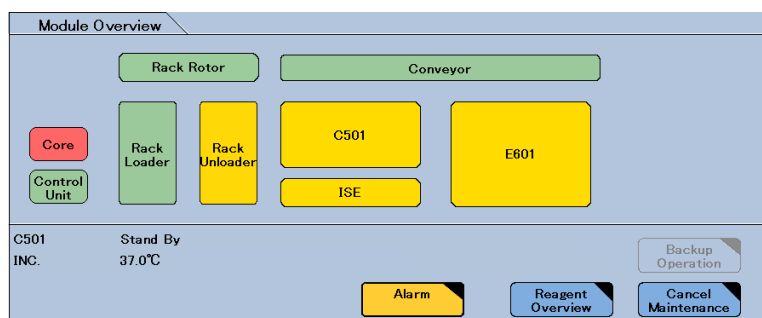 Module Overview
Rack Rotor
Conveyor
Core
Control
Unit
Rack
Loader
Rack
Unloader
C501
ISE
E601
C501 Stand By
INC. 37.0℃
Backup
Operation
Alarm
Reagent
Overview
Cancel
Maintenance